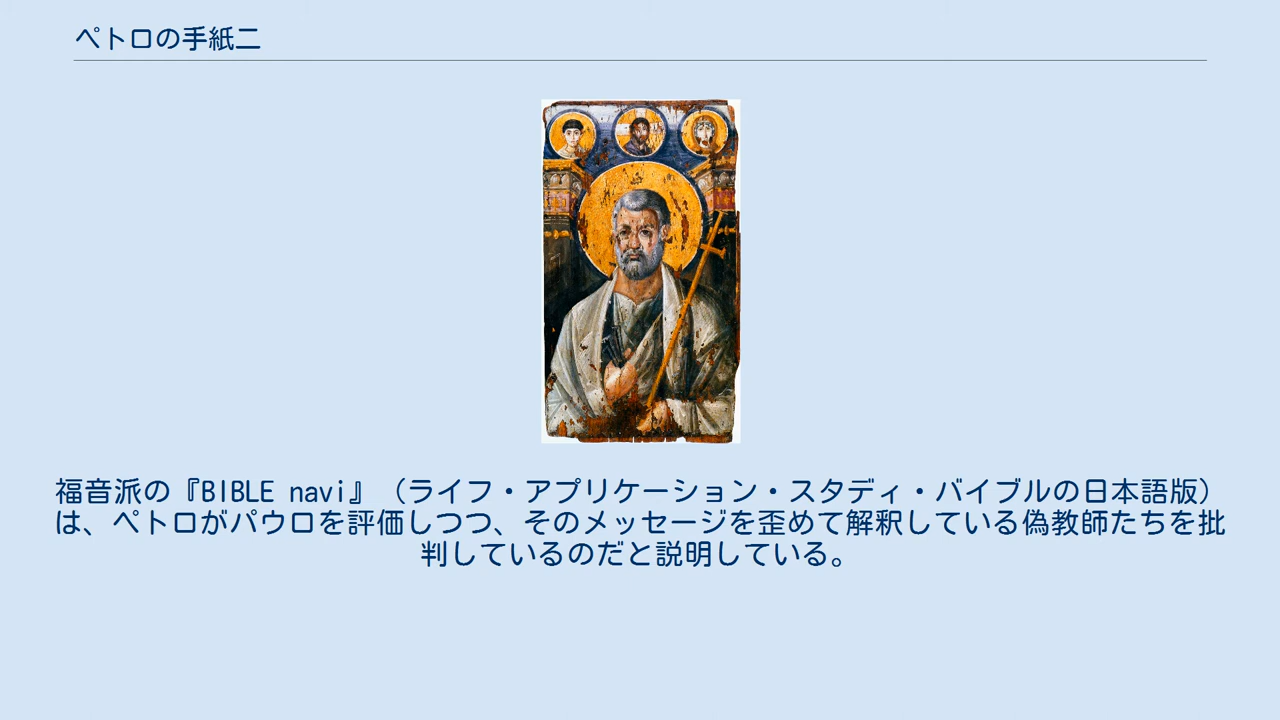 ペトロの手紙二
福音派の『BIBLE navi』（ライフ・アプリケーション・スタディ・バイブルの日本語版）
は、ペトロがパウロを評価しつつ、そのメッセージを歪めて解釈している偽教師たちを批
判しているのだと説明している。